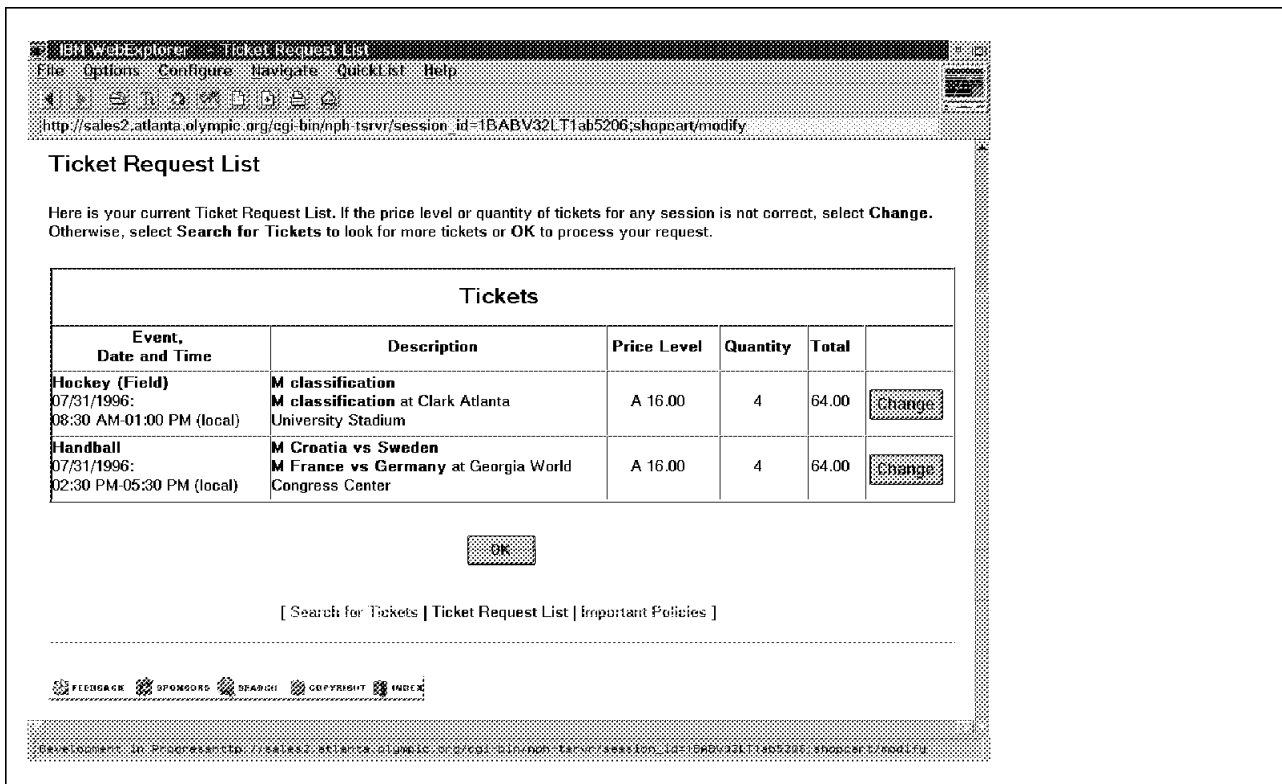 IBM WebExplorer - Ticket Request List
File Options Configure Navigate QuickList Help
http://sales2.atlanta.olympic.org/cgi-bin/nph-tsrvr/session_id=1BABV32LT1ab5206;shopcart/modify
Ticket Request List
Here is your current Ticket Request List. If the price level or quantity of tickets for any session is not correct, select Change.
Otherwise, select Search for Tickets to look for more tickets or OK to process your request.
Tickets
Event,
Date and Time
Description
Price Level
Quantity
Total
Hockey (Field)
07/31/1996:
08:30 AM-01:00 PM (local)
M classification
M classification at Clark Atlanta
University Stadium
A 16.00
4
64.00
Change
Handball
07/31/1996:
02:30 PM-05:30 PM (local)
M Croatia vs Sweden
M France vs Germany at Georgia World
Congress Center
A 16.00
4
64.00
Change
OK
[ Search for Tickets | Ticket Request List | Important Policies ]
FEEDBACK SPONSORS SEARCH COPYRIGHT INDEX
Development in Progress